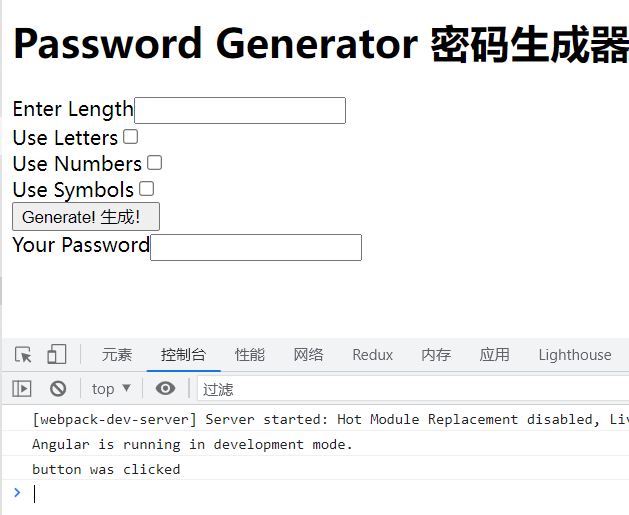 Password Generator 密码生成器
Enter Length
Use Letters
Use Numbers
Use Symbols
Generate! 生成!
Your Password
元素 控制台 性能 网络 Redux 内存 应用 Lighthouse
top 过滤
[webpack-dev-server] Server started: Hot Module Replacement disabled, Liv
Angular is running in development mode.
button was clicked